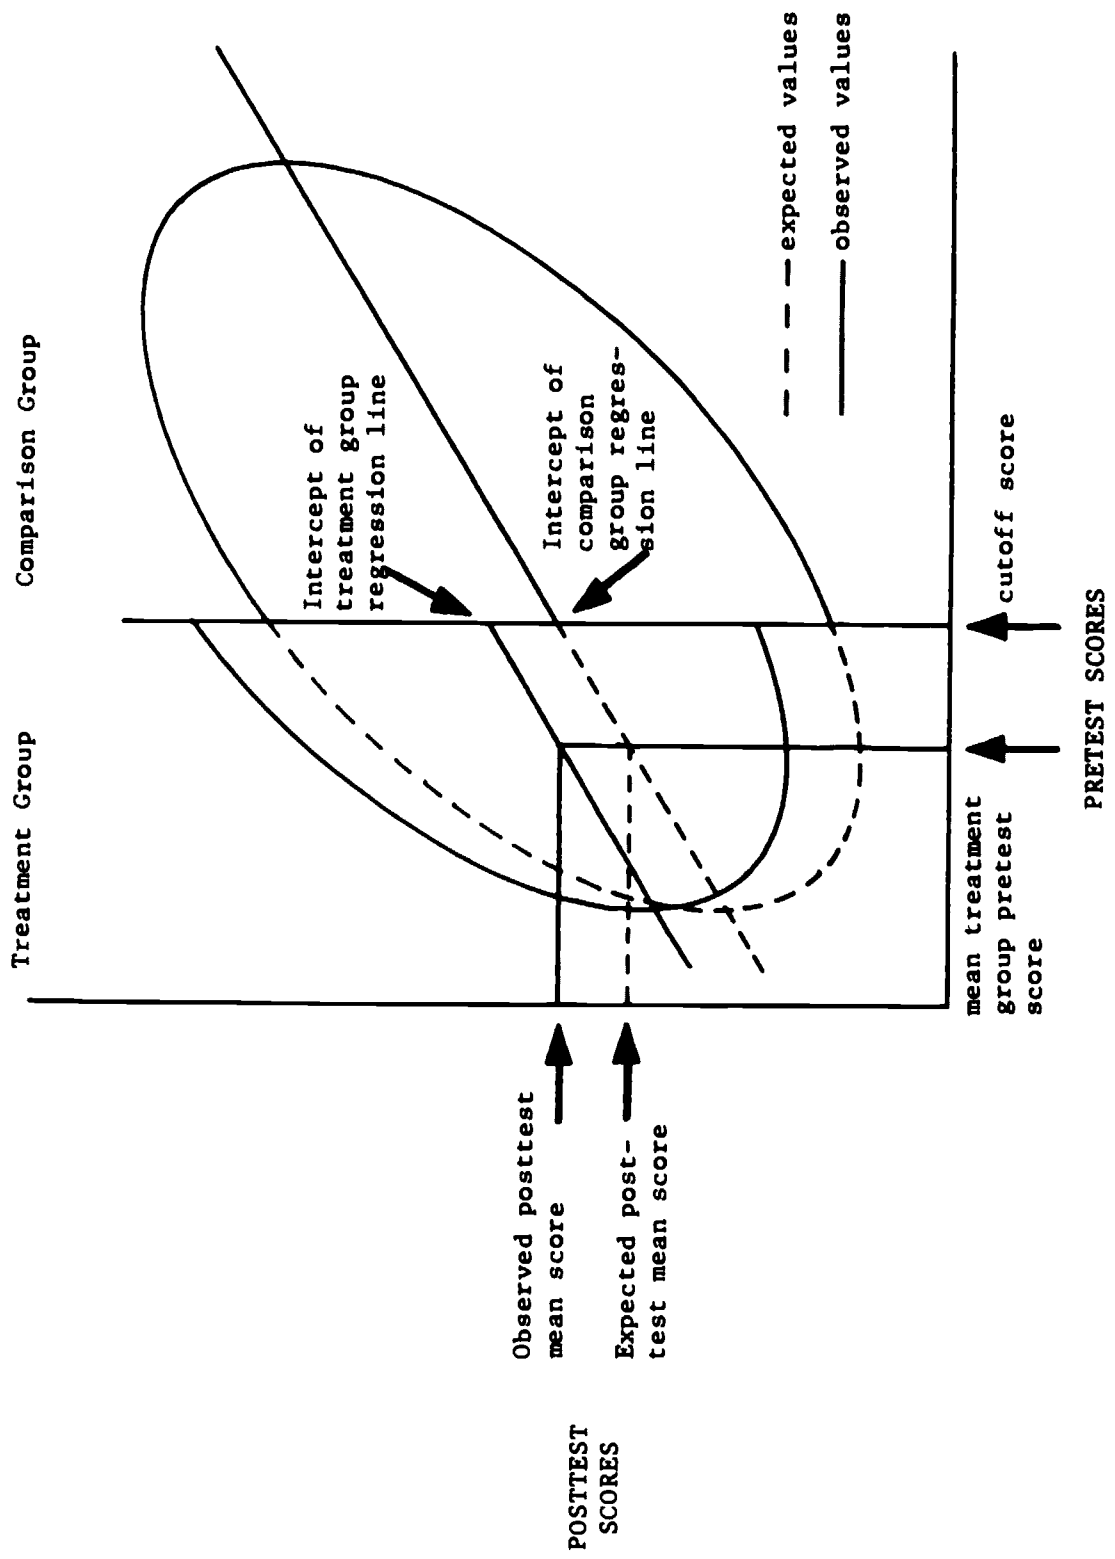 Treatment Group
Comparison Group
Intercept of
treatment group
regression line
Intercept of
comparison
group regres-
sion line
Observed posttest
mean score
Expected post-
test mean score
POSTTEST
SCORES
expected values
observed values
mean treatment
group pretest
score
cutoff score
PRETEST SCORES